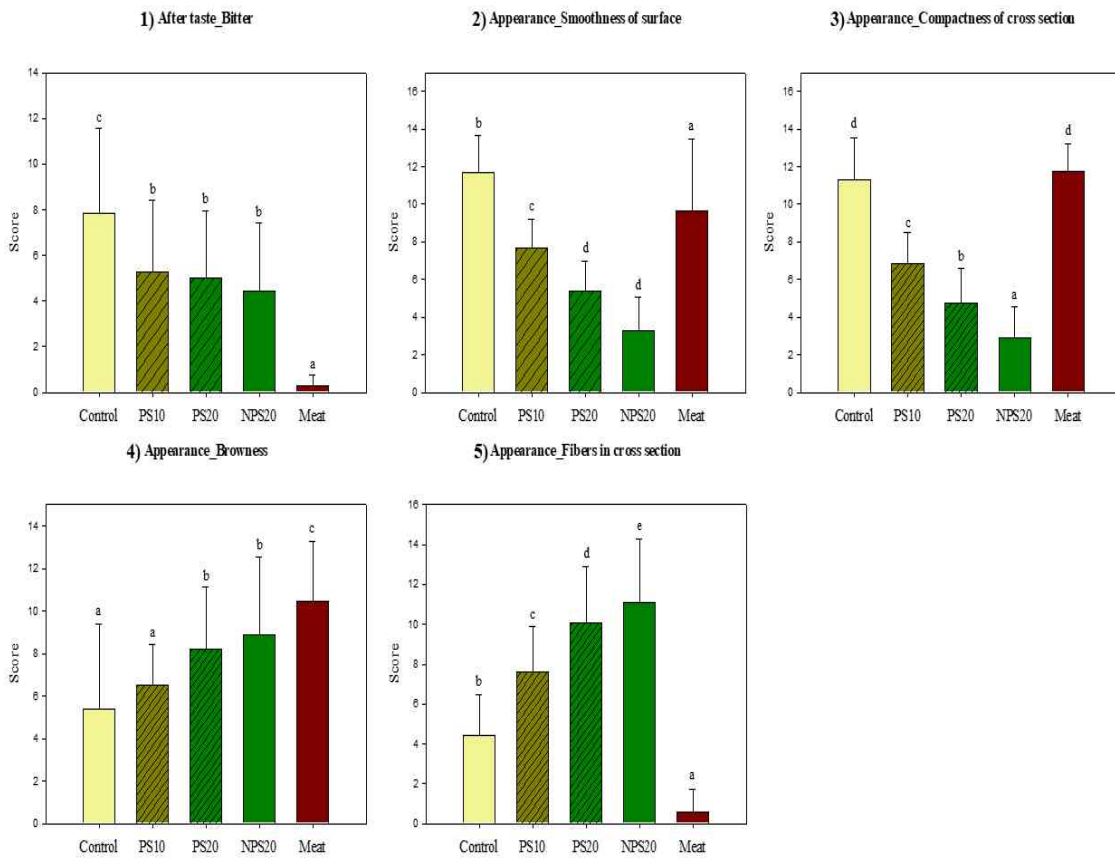 1) After taste_Bitter
14
12
10
8
6
4
2
0
Score
c
b
b
b
a
Control PS10 PS20 NPS20 Meat
2) Appearance_Smoothness of surface
16
14
12
10
8
6
4
2
0
Score
b
c
d
d
a
Control PS10 PS20 NPS20 Meat
3) Appearance_Compactness of cross section
16
14
12
10
8
6
4
2
0
Score
d
c
b
a
d
Control PS10 PS20 NPS20 Meat
4) Appearance_Browness
14
12
10
8
6
4
2
0
Score
a
a
b
b
c
Control PS10 PS20 NPS20 Meat
5) Appearance_Fibers in cross section
16
14
12
10
8
6
4
2
0
Score
b
c
d
e
a
Control PS10 PS20 NPS20 Meat